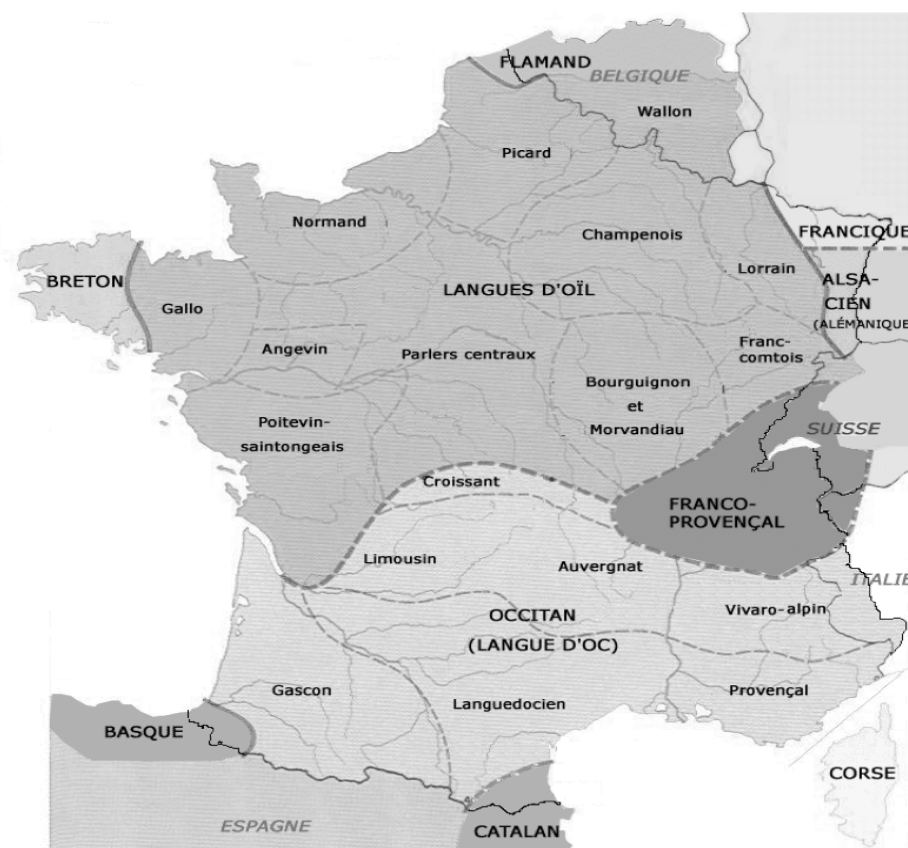 FLAMAND
BELGIQUE
Wallon
Picard
Normand
Champenois
FRANCIQUE
Lorrain
BRETON
Gallo
LANGUES D'OÏL
ALSA-
CIEN
(ALÉMANIQUE)
Angevin
Parlers centraux
Franc-
comtois
Bourguignon
et
Morvandiau
Poitevin-
saintongeais
SUISSE
Croissant
FRANCO-
PROVENÇAL
Limousin
Auvergnat
ITALIE
OCCITAN
(LANGUE D'OC)
Vivaro-alpin
Gascon
Languedocien
Provençal
BASQUE
CORSE
ESPAGNE
CATALAN